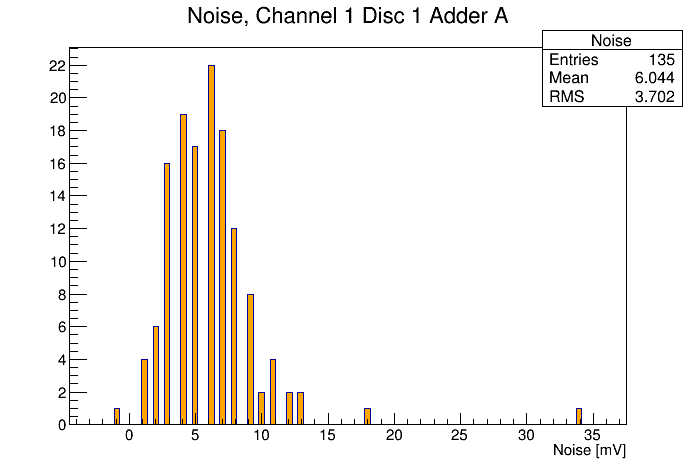 Noise, Channel 1 Disc 1 Adder A
Noise
Entries 135
Mean 6.044
RMS 3.702
22
20
18
16
14
12
10
8
6
4
2
0
0 5 10 15 20 25 30 35
Noise [mV]